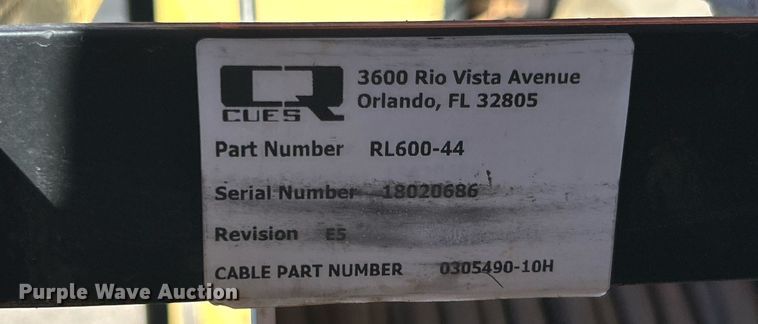 CUES
3600 Rio Vista Avenue
Orlando, FL 32805
Part Number RL600-44
Serial Number 18020686
Revision E5
CABLE PART NUMBER 0305490-10H
Purple Wave Auction